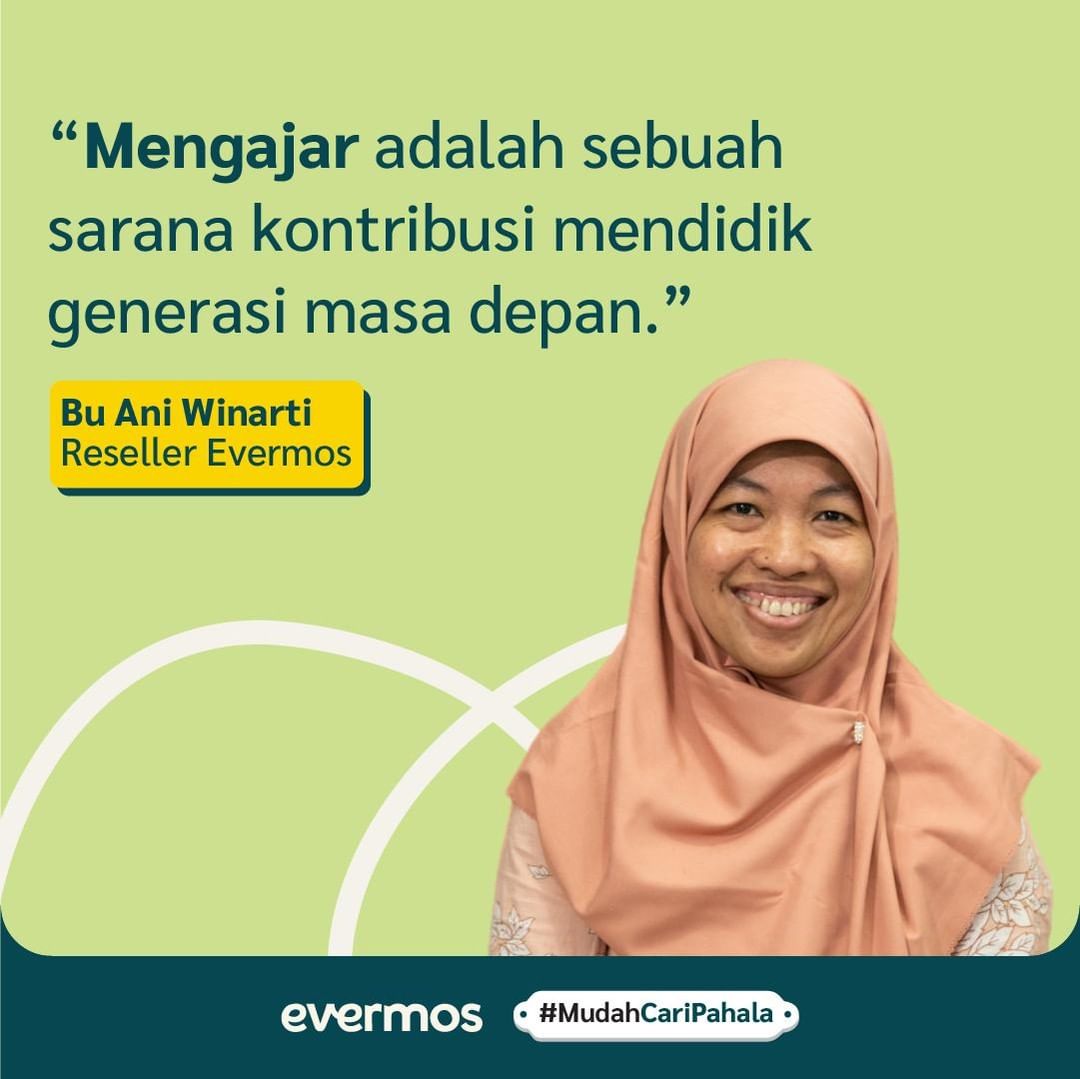 “Mengajar adalah sebuah
sarana kontribusi mendidik
generasi masa depan.”
Bu Ani Winarti
Reseller Evermos
evermos
#MudahCariPahala